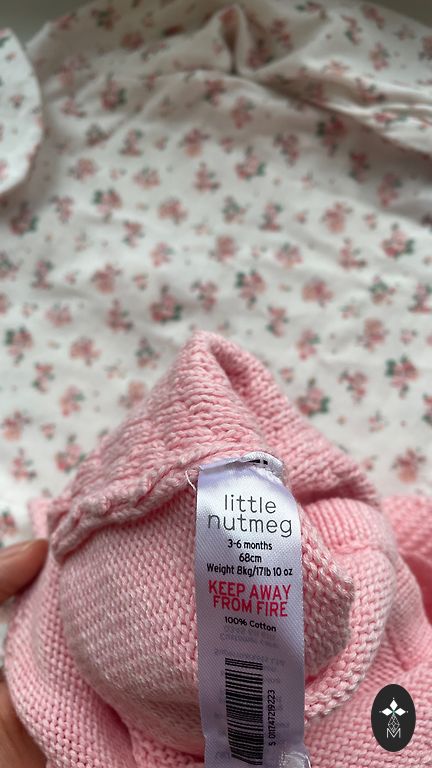 little
nutmeg
3-6 months
68cm
Weight 8kg/17lb 10 oz
KEEP AWAY
FROM FIRE
100% Cotton
M